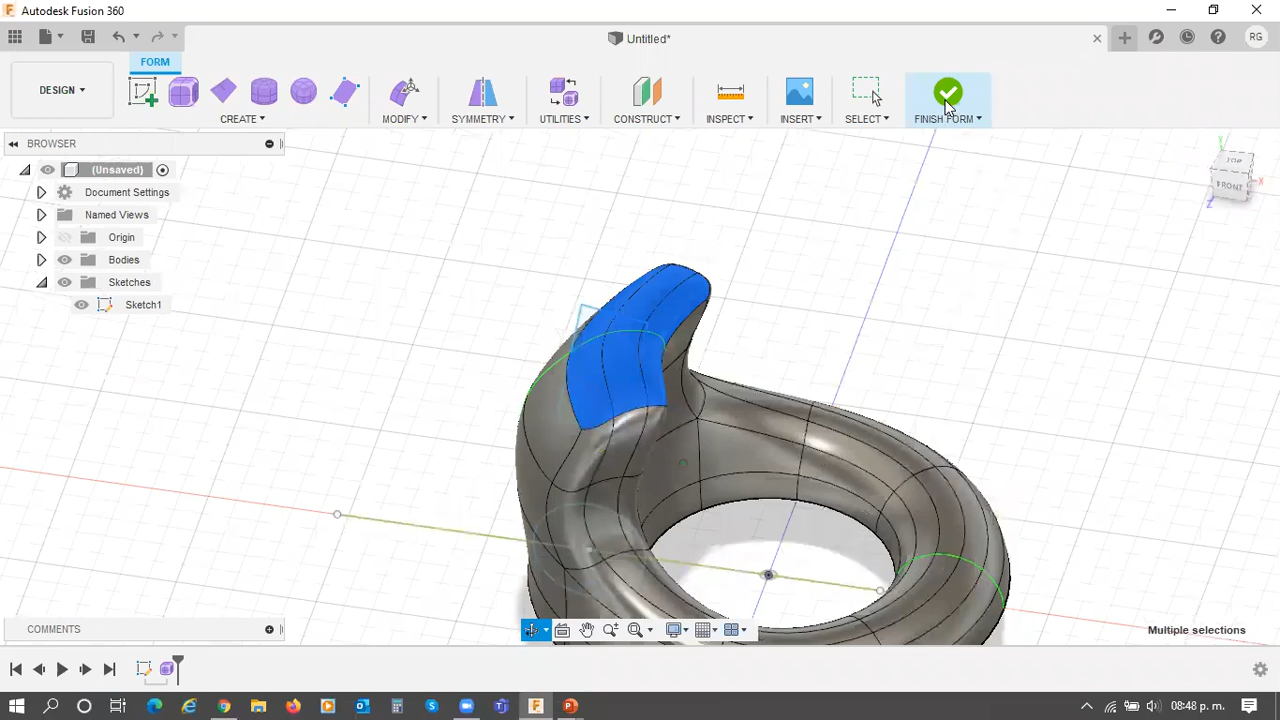 Autodesk Fusion 360
Untitled*
RG
FORM
DESIGN
CREATE
MODIFY
SYMMETRY
UTILITIES
CONSTRUCT
INSPECT
INSERT
SELECT
FINISH FORM
BROWSER
(Unsaved)
Document Settings
Named Views
Origin
Bodies
Sketches
Sketch1
Y
TOP
FRONT
X
Z
COMMENTS
Multiple selections
08:48 p. m.